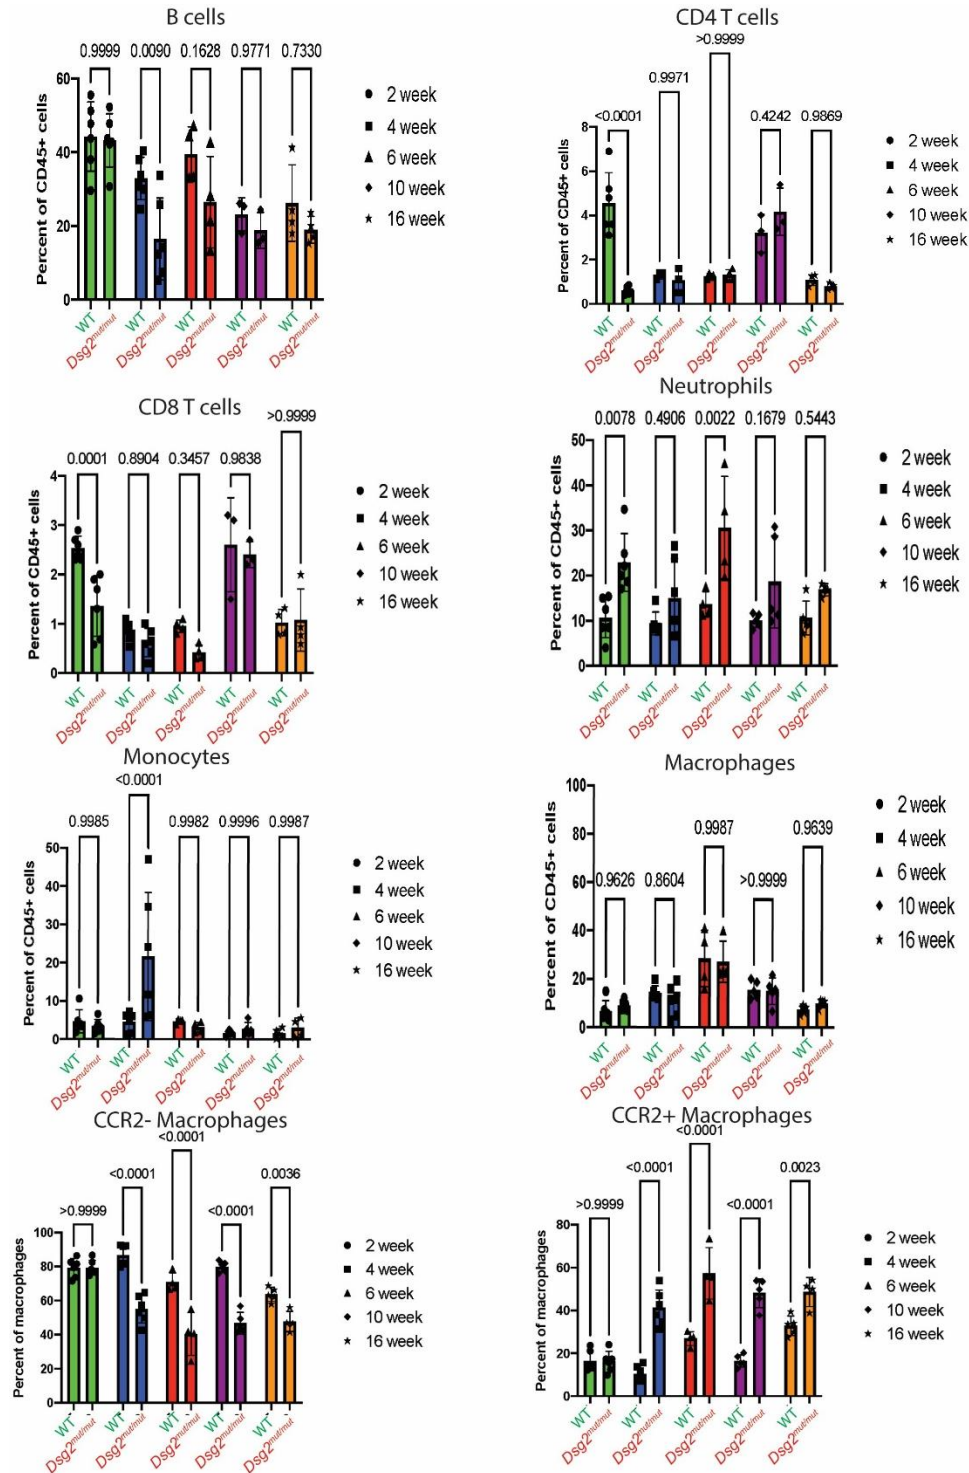 B cells
0.9999 0.0090 0.1628 0.9771 0.7330
60
40
20
0
Percent of CD45+ cells
WT Dsg2mut/mut WT Dsg2mut/mut WT Dsg2mut/mut WT Dsg2mut/mut WT Dsg2mut/mut
2 week
4 week
6 week
10 week
16 week
CD4 T cells
>0.9999
0.9971
<0.0001
0.4242 0.9869
8
6
4
2
0
Percent of CD45+ cells
WT Dsg2mut/mut WT Dsg2mut/mut WT Dsg2mut/mut WT Dsg2mut/mut WT Dsg2mut/mut
2 week
4 week
6 week
10 week
16 week
CD8 T cells
>0.9999
0.0001 0.8904 0.3457 0.9838
4
3
2
1
0
Percent of CD45+ cells
WT Dsg2mut/mut WT Dsg2mut/mut WT Dsg2mut/mut WT Dsg2mut/mut WT Dsg2mut/mut
2 week
4 week
6 week
10 week
16 week
Neutrophils
0.0078 0.4906 0.0022 0.1679 0.5443
50
40
30
20
10
0
Percent of CD45+ cells
WT Dsg2mut/mut WT Dsg2mut/mut WT Dsg2mut/mut WT Dsg2mut/mut WT Dsg2mut/mut
2 week
4 week
6 week
10 week
16 week
Monocytes
<0.0001
0.9985 0.9982 0.9996 0.9987
50
40
30
20
10
0
Percent of CD45+ cells
WT Dsg2mut/mut WT Dsg2mut/mut WT Dsg2mut/mut WT Dsg2mut/mut WT Dsg2mut/mut
2 week
4 week
6 week
10 week
16 week
Macrophages
0.9987
0.9639
0.9626 0.8604 >0.9999
100
80
60
40
20
0
Percent of CD45+ cells
WT Dsg2mut/mut WT Dsg2mut/mut WT Dsg2mut/mut WT Dsg2mut/mut WT Dsg2mut/mut
2 week
4 week
6 week
10 week
16 week
CCR2- Macrophages
<0.0001
<0.0001 0.0036
>0.9999 <0.0001
100
80
60
40
20
0
Percent of macrophages
WT Dsg2mut/mut WT Dsg2mut/mut WT Dsg2mut/mut WT Dsg2mut/mut WT Dsg2mut/mut
2 week
4 week
6 week
10 week
16 week
CCR2+ Macrophages
<0.0001
0.0023
>0.9999 <0.0001 <0.0001
80
60
40
20
0
Percent of macrophages
WT Dsg2mut/mut WT Dsg2mut/mut WT Dsg2mut/mut WT Dsg2mut/mut WT Dsg2mut/mut
2 week
4 week
6 week
10 week
16 week